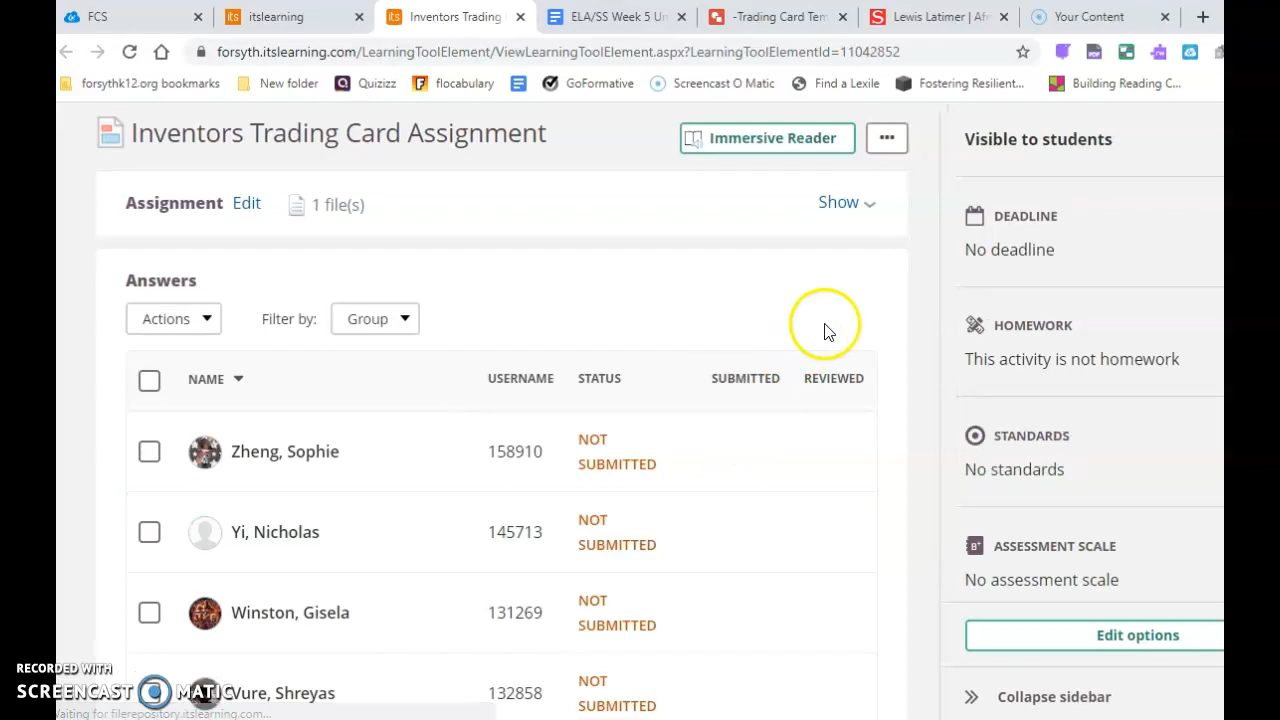 FCS
itslearning
Inventors Trading
ELA/SS Week 5 Un
-Trading Card Tem
Lewis Latimer | Afr
Your Content
forsyth.itslearning.com/LearningToolElement/ViewLearningToolElement.aspx?LearningToolElementId=11042852
forsythk12.org bookmarks
New folder
Quizizz
flocabulary
GoFormative
Screencast O Matic
Find a Lexile
Fostering Resilient...
Building Reading C...
Inventors Trading Card Assignment
Immersive Reader
Visible to students
Assignment Edit 1 file(s)
Show
DEADLINE
No deadline
Answers
Actions
Filter by:
Group
HOMEWORK
This activity is not homework
NAME
USERNAME
STATUS
SUBMITTED
REVIEWED
STANDARDS
No standards
Zheng, Sophie
158910
NOT
SUBMITTED
Yi, Nicholas
145713
NOT
SUBMITTED
ASSESSMENT SCALE
No assessment scale
Winston, Gisela
131269
NOT
SUBMITTED
Edit options
Vure, Shreyas
132858
NOT
SUBMITTED
Collapse sidebar
RECORDED WITH
SCREENCAST MATIC
Waiting for filerepository.itslearning.com...